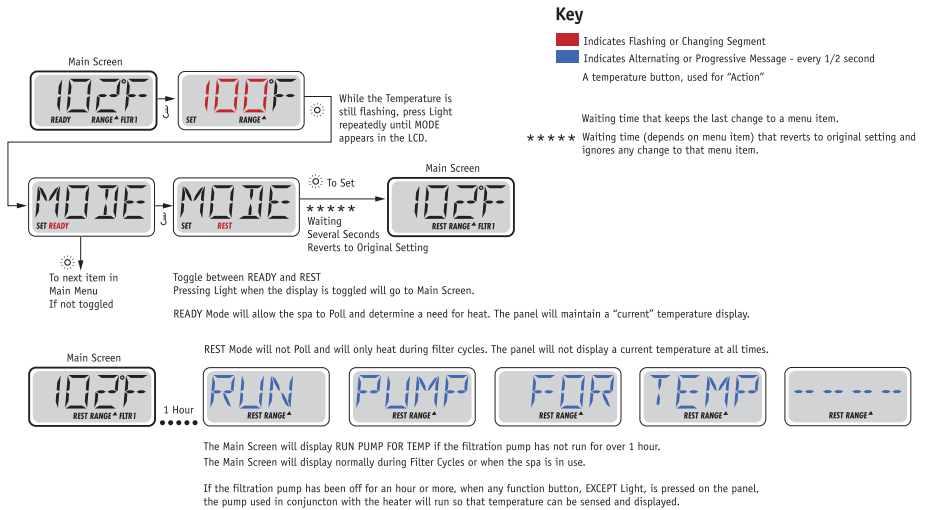 Key
Indicates Flashing or Changing Segment
Indicates Alternating or Progressive Message - every 1/2 second
A temperature button, used for “Action”
Waiting time that keeps the last change to a menu item.
***** Waiting time (depends on menu item) that reverts to original setting and
ignores any change to that menu item.
Main Screen
102°F
READY RANGE FLTR1
100°F
SET RANGE
While the Temperature is
still flashing, press Light
repeatedly until MODE
appears in the LCD.
MODE
SET READY
MODE
SET REST
To Set
*****
Waiting
Several Seconds
Reverts to Original Setting
Main Screen
102°F
REST RANGE FLTR1
To next item in
Main Menu
If not toggled
Toggle between READY and REST
Pressing Light when the display is toggled will go to Main Screen.
READY Mode will allow the spa to Poll and determine a need for heat. The panel will maintain a “current” temperature display.
REST Mode will not Poll and will only heat during filter cycles. The panel will not display a current temperature at all times.
Main Screen
102°F
REST RANGE FLTR1
1 Hour
RUN
REST RANGE
PUMP
REST RANGE
FOR
REST RANGE
TEMP
REST RANGE
-----
REST RANGE
The Main Screen will display RUN PUMP FOR TEMP if the filtration pump has not run for over 1 hour.
The Main Screen will display normally during Filter Cycles or when the spa is in use.
If the filtration pump has been off for an hour or more, when any function button, EXCEPT Light, is pressed on the panel,
the pump used in conjuncton with the heater will run so that temperature can be sensed and displayed.